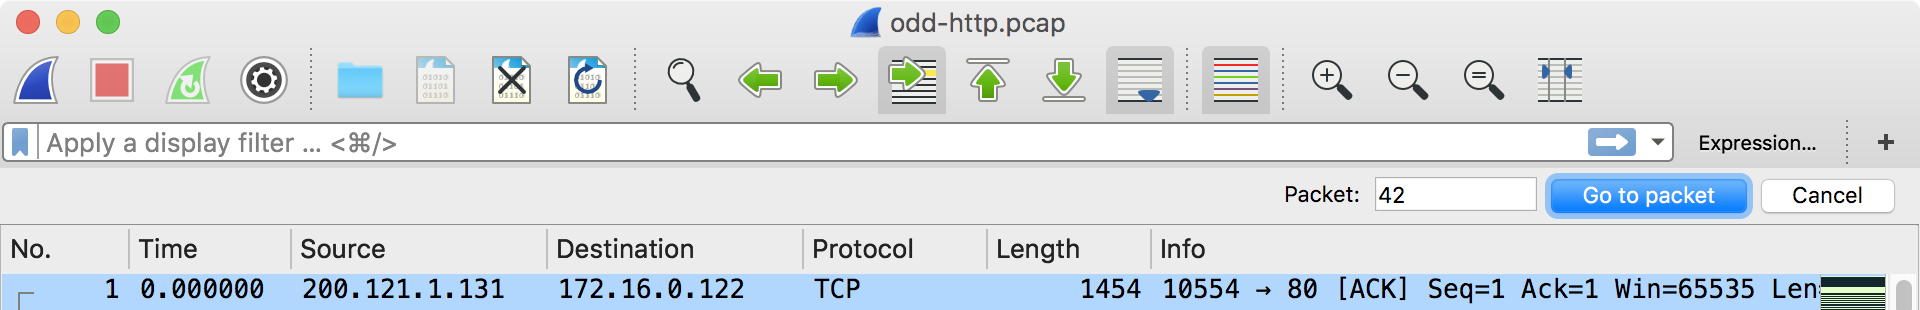 odd-http.pcap
Apply a display filter ... <⌘/>
Expression...
+
Packet: 42 Go to packet Cancel
No. Time Source Destination Protocol Length Info
1 0.000000 200.121.1.131 172.16.0.122 TCP 1454 10554 → 80 [ACK] Seq=1 Ack=1 Win=65535 Len=